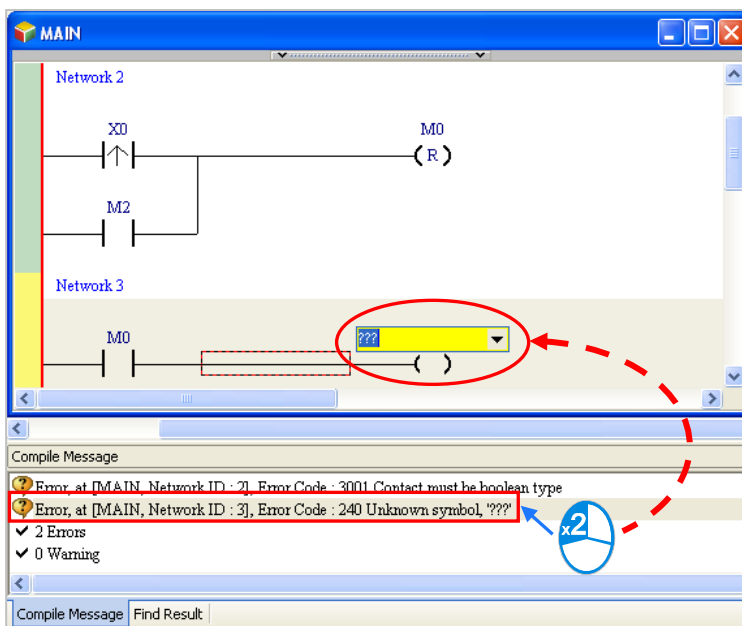 MAIN
Network 2
X0
M0
R
M2
Network 3
???
M0
Compile Message
Error, at [MAIN, Network ID : 2], Error Code : 3001 Contact must be boolean type
Error, at [MAIN, Network ID : 3], Error Code : 240 Unknown symbol, '???'
x2
2 Errors
0 Warning
Compile Message Find Result